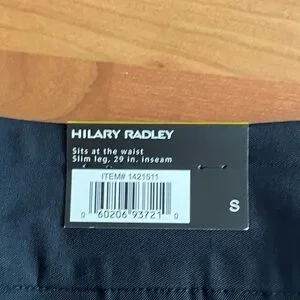 HILARY RADLEY
Sits at the waist
Slim leg, 29 in. inseam
ITEM# 1421511
0 60206 93721 0
S